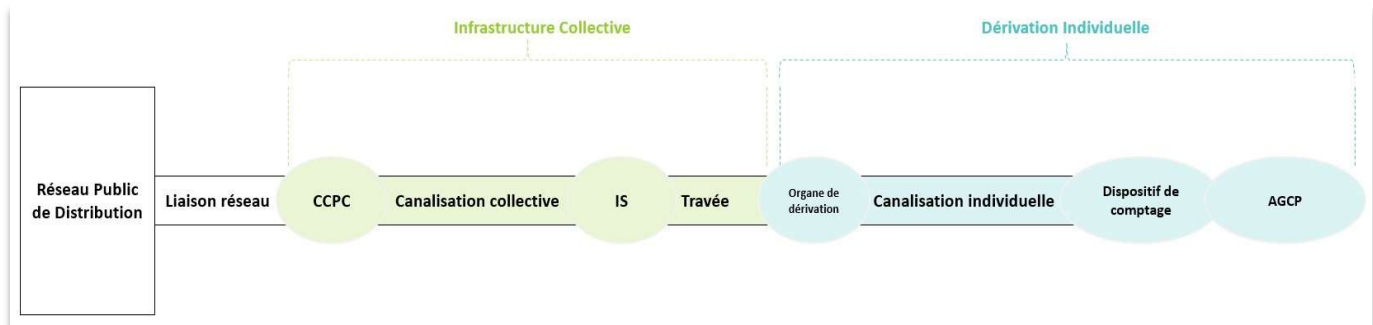 Infrastructure Collective
Dérivation Individuelle
Réseau Public
de Distribution
Liaison réseau
CCPC
Canalisation collective
IS
Travée
Organe de
dérivation
Canalisation individuelle
Dispositif de
comptage
AGCP